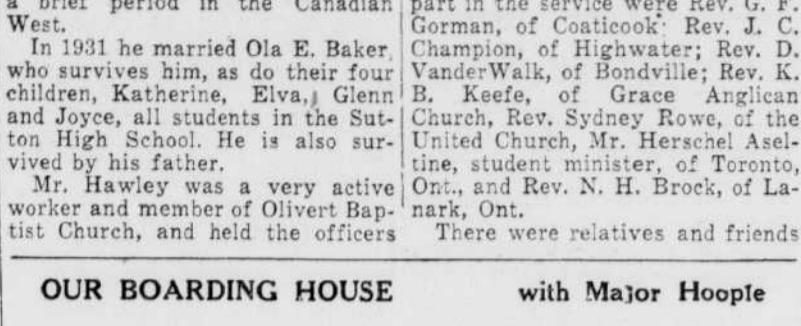 a brief period in the Canadian
West.
In 1931 he married Ola E. Baker,
who survives him, as do their four
children, Katherine, Elva, Glenn
and Joyce, all students in the Sut-
ton High School. He is also sur-
vived by his father.
Mr. Hawley was a very active
worker and member of Olivert Bap-
tist Church, and held the officers
part in the service were Rev. G. F.
Gorman, of Coaticook; Rev. J. C.
Champion, of Highwater; Rev. D.
VanderWalk, of Bondville; Rev. K.
B. Keefe, of Grace Anglican
Church, Rev. Sydney Rowe, of the
United Church, Mr. Herschel Asel-
tine, student minister, of Toronto,
Ont., and Rev. N. H. Brock, of La-
nark, Ont.
There were relatives and friends
OUR BOARDING HOUSE with Major Hoople